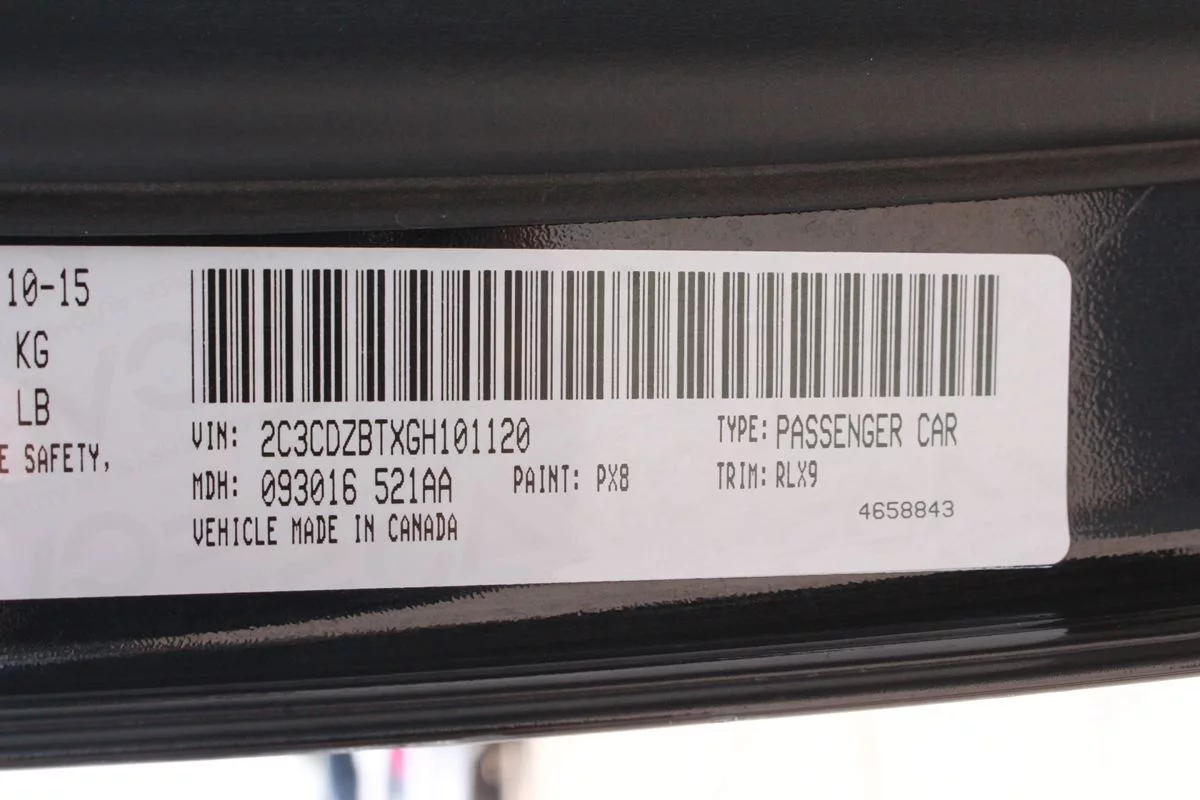 10-15
KG
LB
E SAFETY,
VIN: 2C3CDZBTXGH101120 TYPE: PASSENGER CAR
MDH: 093016 521AA PAINT: PX8 TRIM: RLX9
4658843
VEHICLE MADE IN CANADA